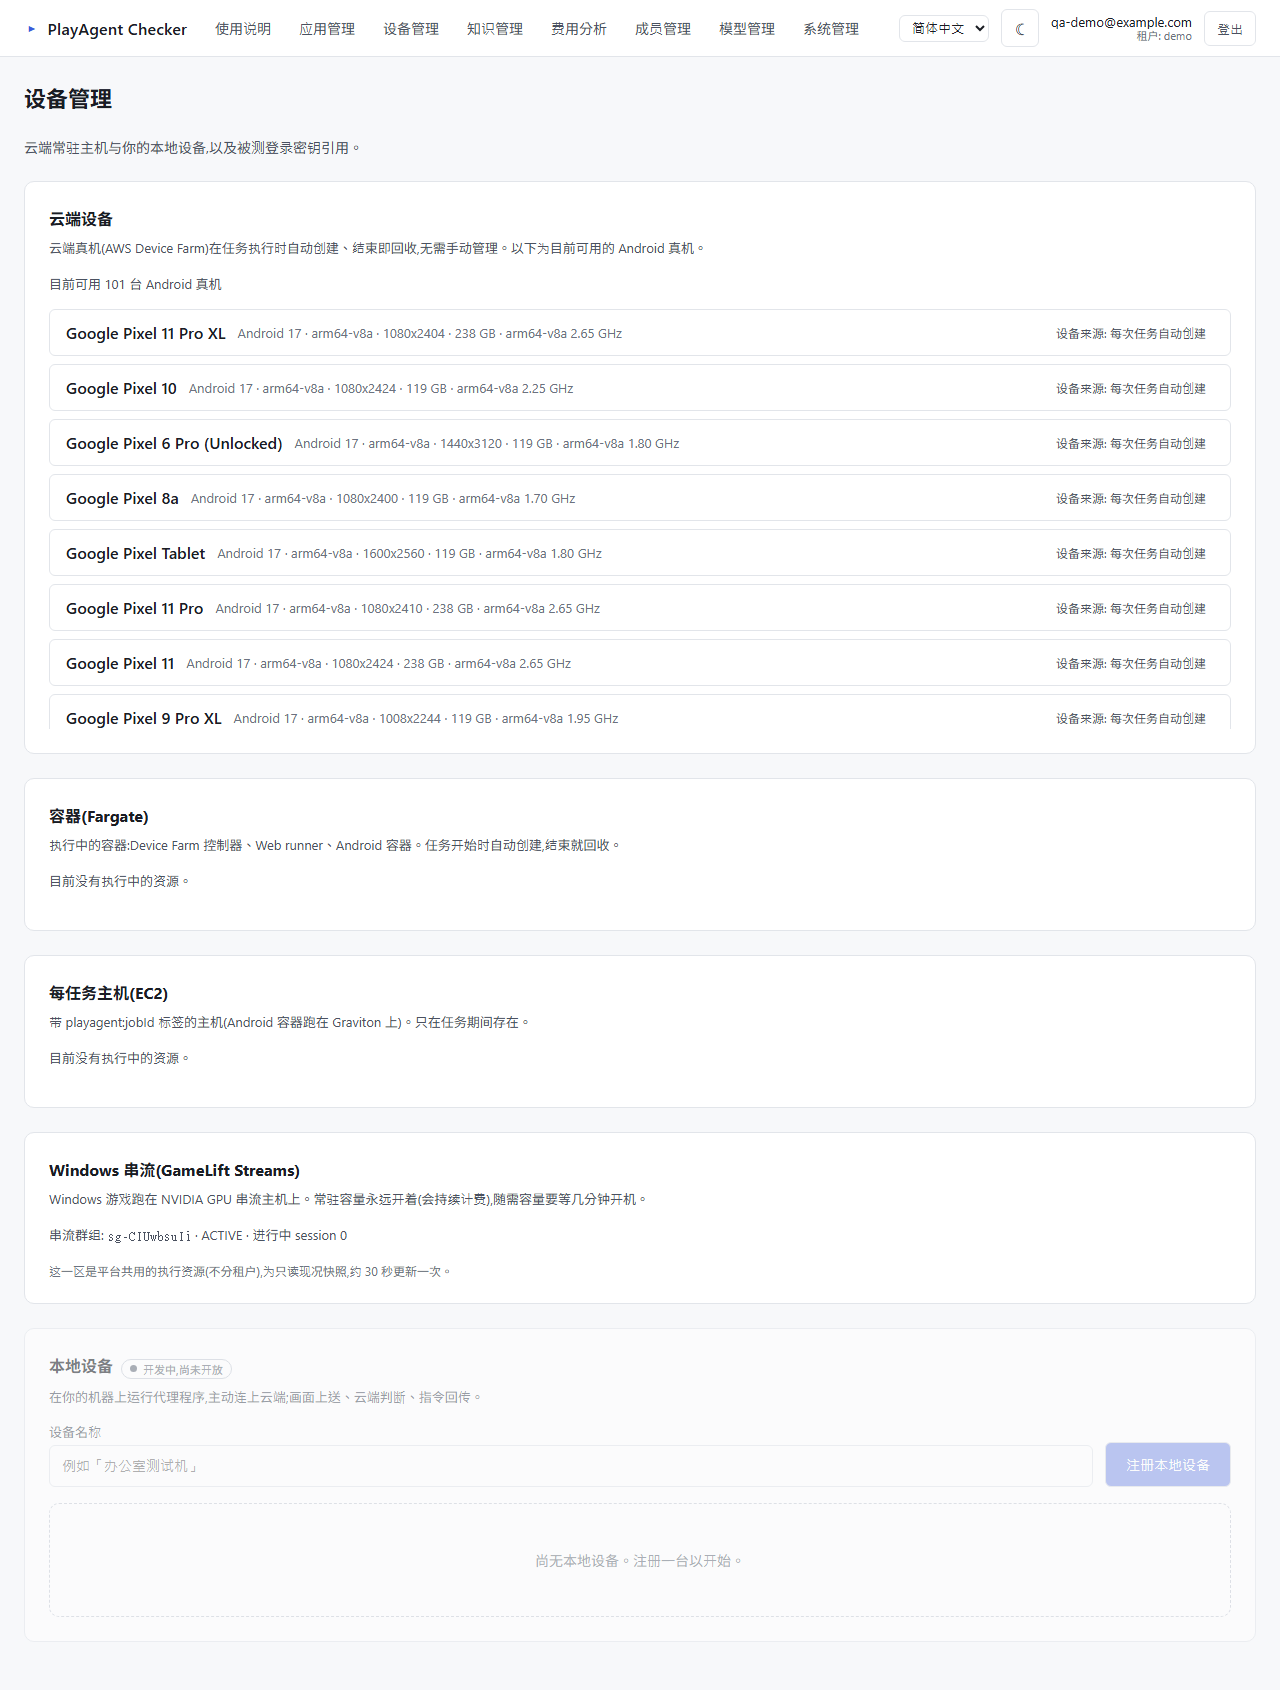 PlayAgent Checker 使用说明 应用管理 设备管理 知识管理 费用分析 成员管理 模型管理 系统管理 简体中文 qa-demo@example.com 登出
租户: demo
设备管理
云端常驻主机与你的本地设备,以及被测登录密钥引用。
云端设备
云端真机(AWS Device Farm)在任务执行时自动创建、结束即回收,无需手动管理。以下为目前可用的 Android 真机。
目前可用 101 台 Android 真机
Google Pixel 11 Pro XL Android 17 · arm64-v8a · 1080x2404 · 238 GB · arm64-v8a 2.65 GHz 设备来源: 每次任务自动创建
Google Pixel 10 Android 17 · arm64-v8a · 1080x2424 · 119 GB · arm64-v8a 2.25 GHz 设备来源: 每次任务自动创建
Google Pixel 6 Pro (Unlocked) Android 17 · arm64-v8a · 1440x3120 · 119 GB · arm64-v8a 1.80 GHz 设备来源: 每次任务自动创建
Google Pixel 8a Android 17 · arm64-v8a · 1080x2400 · 119 GB · arm64-v8a 1.70 GHz 设备来源: 每次任务自动创建
Google Pixel Tablet Android 17 · arm64-v8a · 1600x2560 · 119 GB · arm64-v8a 1.80 GHz 设备来源: 每次任务自动创建
Google Pixel 11 Pro Android 17 · arm64-v8a · 1080x2410 · 238 GB · arm64-v8a 2.65 GHz 设备来源: 每次任务自动创建
Google Pixel 11 Android 17 · arm64-v8a · 1080x2424 · 238 GB · arm64-v8a 2.65 GHz 设备来源: 每次任务自动创建
Google Pixel 9 Pro XL Android 17 · arm64-v8a · 1008x2244 · 119 GB · arm64-v8a 1.95 GHz 设备来源: 每次任务自动创建
容器(Fargate)
执行中的容器:Device Farm 控制器、Web runner、Android 容器。任务开始时自动创建,结束就回收。
目前没有执行中的资源。
每任务主机(EC2)
带 playagent:jobId 标签的主机(Android 容器跑在 Graviton 上)。只在任务期间存在。
目前没有执行中的资源。
Windows 串流(GameLift Streams)
Windows 游戏跑在 NVIDIA GPU 串流主机上。常驻容量永远开着(会持续计费),随需容量要等几分钟开机。
串流群组: sg-CIUwbsuIi · ACTIVE · 进行中 session 0
这一区是平台共用的执行资源(不分租户),为只读现况快照,约 30 秒更新一次。
本地设备 开发中,尚未开放
在你的机器上运行代理程序,主动连上云端;画面上送、云端判断、指令回传。
设备名称
例如「办公室测试机」 注册本地设备
尚无本地设备。注册一台以开始。